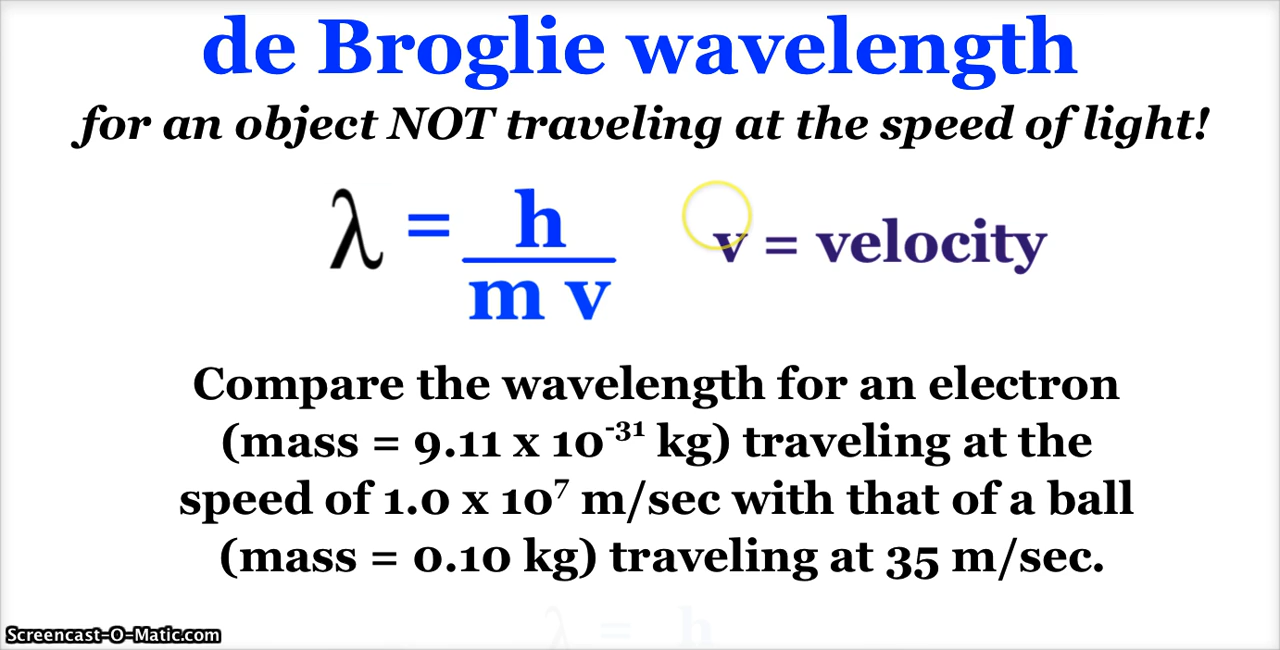 de Broglie wavelength
for an object NOT traveling at the speed of light!
λ = h
m v
v = velocity
Compare the wavelength for an electron
(mass = 9.11 x 10⁻³¹ kg) traveling at the
speed of 1.0 x 10⁷ m/sec with that of a ball
(mass = 0.10 kg) traveling at 35 m/sec.
λ = h
Screencast-O-Matic.com